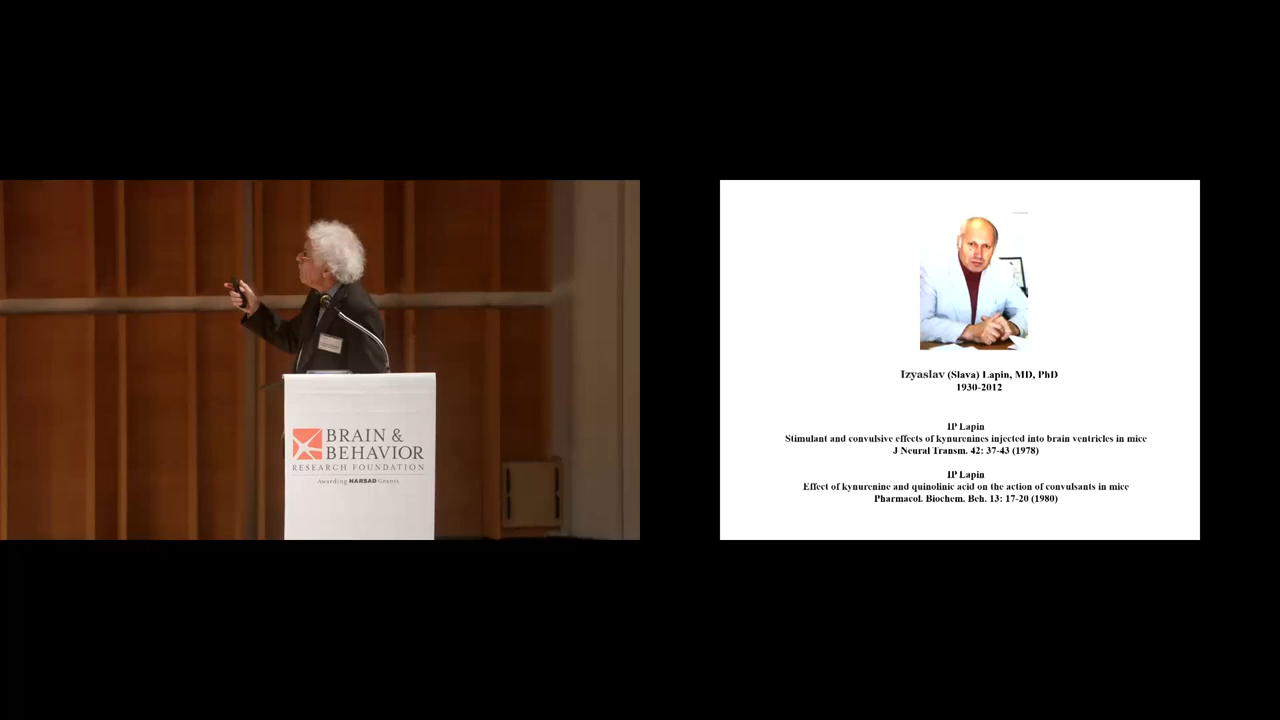 BRAIN &
BEHAVIOR
RESEARCH FOUNDATION
Awarding NARSAD Grants
Izyaslav (Slava) Lapin, MD, PhD
1930-2012
IP Lapin
Stimulant and convulsive effects of kynurenines injected into brain ventricles in mice
J Neural Transm. 42: 37-43 (1978)
IP Lapin
Effect of kynurenine and quinolinic acid on the action of convulsants in mice
Pharmacol. Biochem. Beh. 13: 17-20 (1980)